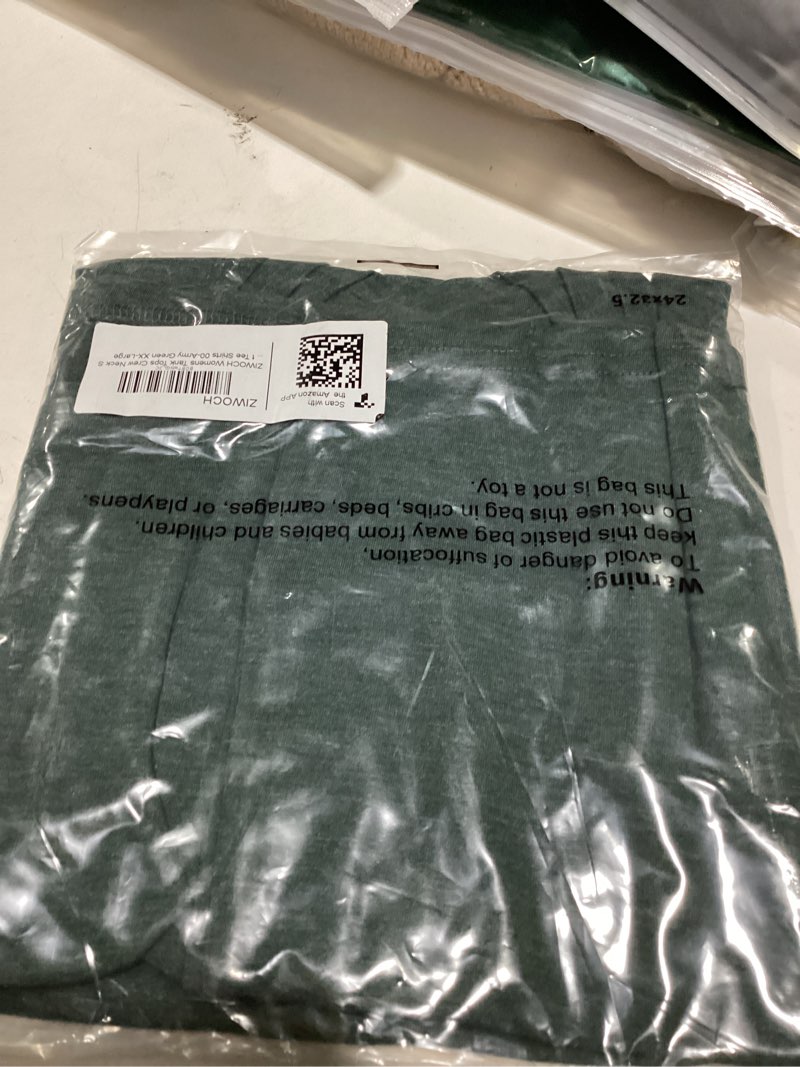 Warning:
To avoid danger of suffocation,
keep this plastic bag away from babies and children.
Do not use this bag in cribs, beds, carriages, or playpens.
This bag is not a toy.
Scan with
the Amazon APP
ZIWOCH
ZIWOCH Womens Tank Tops Crew Neck S
... t Tee Shirts 00-Army Green XX-Large
24xa2.5